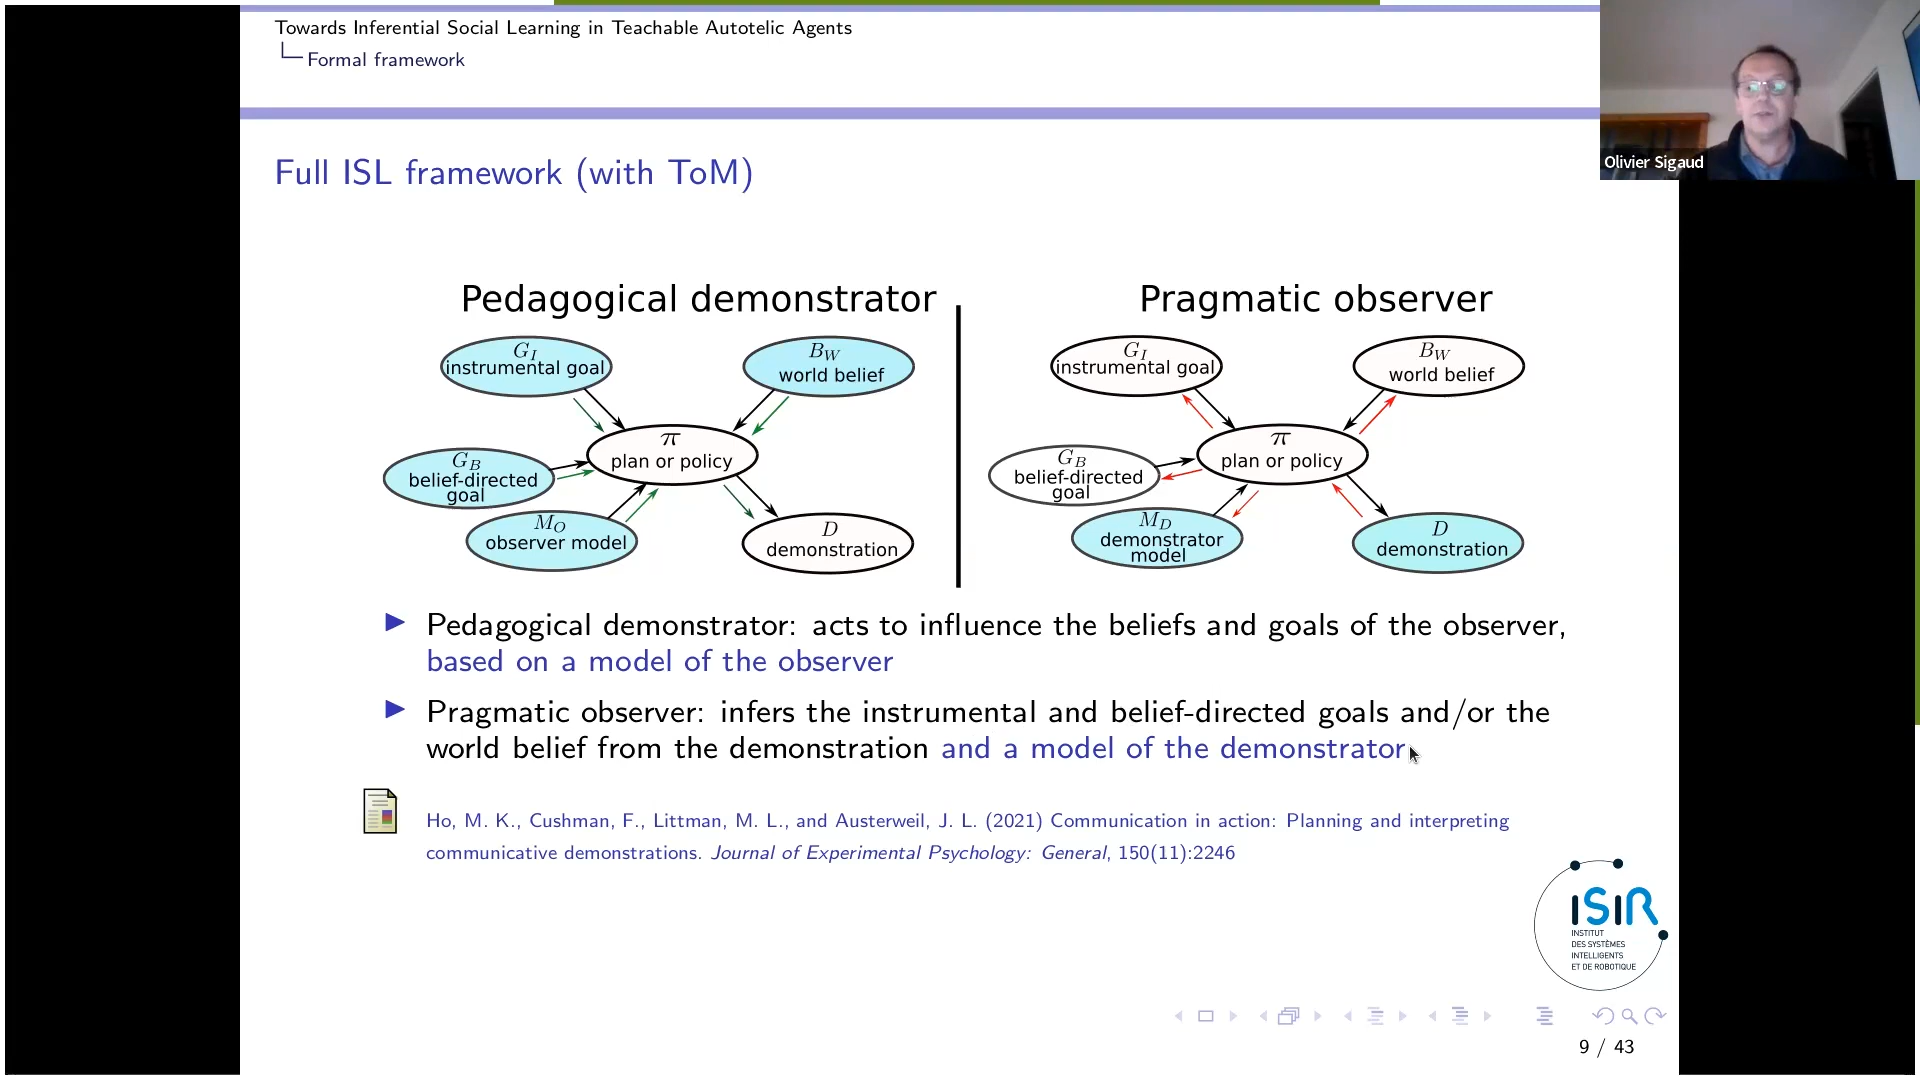 Towards Inferential Social Learning in Teachable Autotelic Agents
Formal framework
Olivier Sigaud
Full ISL framework (with ToM)
Pedagogical demonstrator
G_I
instrumental goal
B_W
world belief
π
plan or policy
G_B
belief-directed
goal
M_O
observer model
D
demonstration
Pragmatic observer
G_I
instrumental goal
B_W
world belief
π
plan or policy
G_B
belief-directed
goal
M_D
demonstrator
model
D
demonstration
Pedagogical demonstrator: acts to influence the beliefs and goals of the observer,
based on a model of the observer
Pragmatic observer: infers the instrumental and belief-directed goals and/or the
world belief from the demonstration and a model of the demonstrator
Ho, M. K., Cushman, F., Littman, M. L., and Austerweil, J. L. (2021) Communication in action: Planning and interpreting
communicative demonstrations. Journal of Experimental Psychology: General, 150(11):2246
ISIR
INSTITUT
DES SYSTÈMES
INTELLIGENTS
ET DE ROBOTIQUE
9 / 43